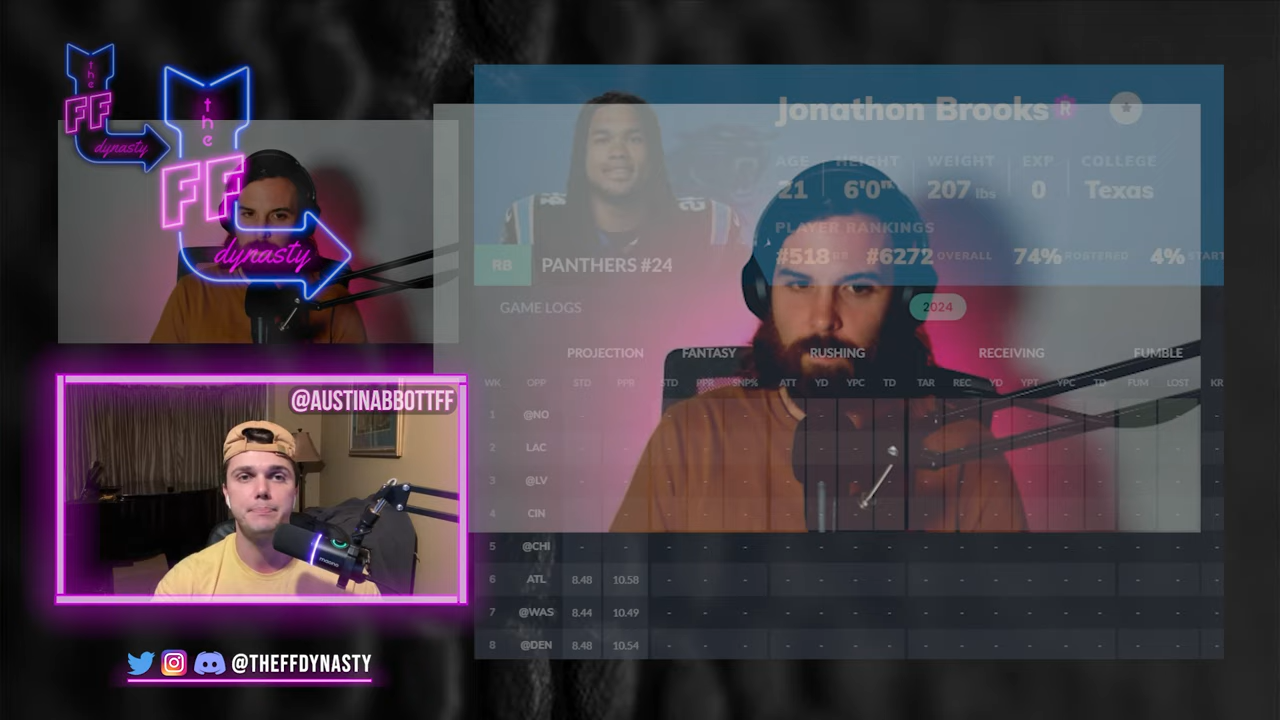 the
FF
dynasty
the
FF
dynasty
@AUSTINABBOTTFF
@THEFFDYNASTY
Jonathon Brooks R
AGE HEIGHT WEIGHT EXP COLLEGE
21 6'0" 207 lbs 0 Texas
PLAYER RANKINGS
#518 RB #6272 OVERALL 74% ROSTERED 4% START
RB PANTHERS #24
GAME LOGS 2024
PROJECTION FANTASY RUSHING RECEIVING FUMBLE
WK OPP STD PPR STD PPR SNP% ATT YD YPC TD TAR REC YD YPT YPC TD FUM LOST KR
1 @NO - - - - - - - - - - - - - - - - - -
2 LAC - - - - - - - - - - - - - - - - - -
3 @LV - - - - - - - - - - - - - - - - - -
4 CIN - - - - - - - - - - - - - - - - - -
5 @CHI - - - - - - - - - - - - - - - - - -
6 ATL 8.48 10.58 - - - - - - - - - - - - - - - -
7 @WAS 8.44 10.49 - - - - - - - - - - - - - - - -
8 @DEN 8.48 10.54 - - - - - - - - - - - - - - - -